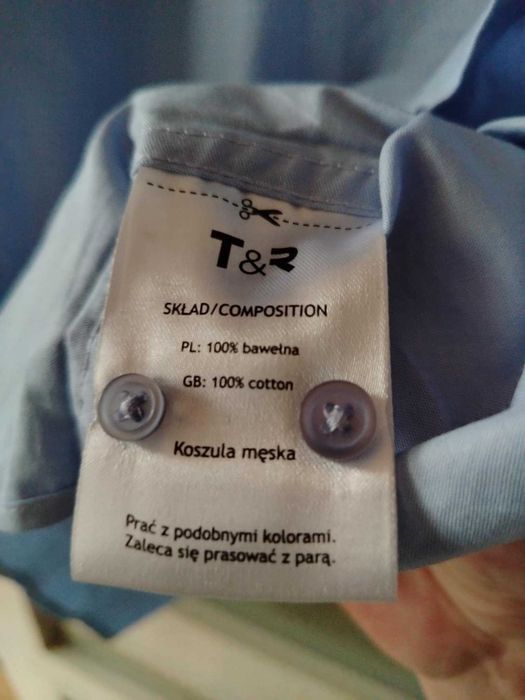 T&R
SKŁAD/COMPOSITION
PL: 100% bawełna
GB: 100% cotton
Koszula męska
Prać z podobnymi kolorami.
Zaleca się prasować z parą.